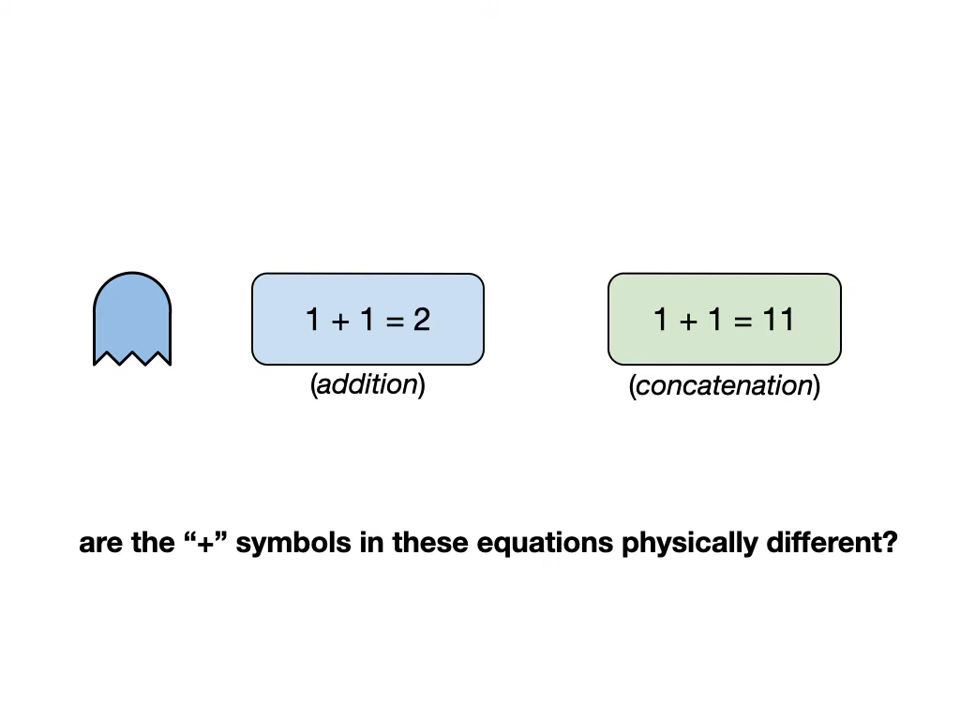 1 + 1 = 2
(addition)
1 + 1 = 11
(concatenation)
are the “+” symbols in these equations physically different?